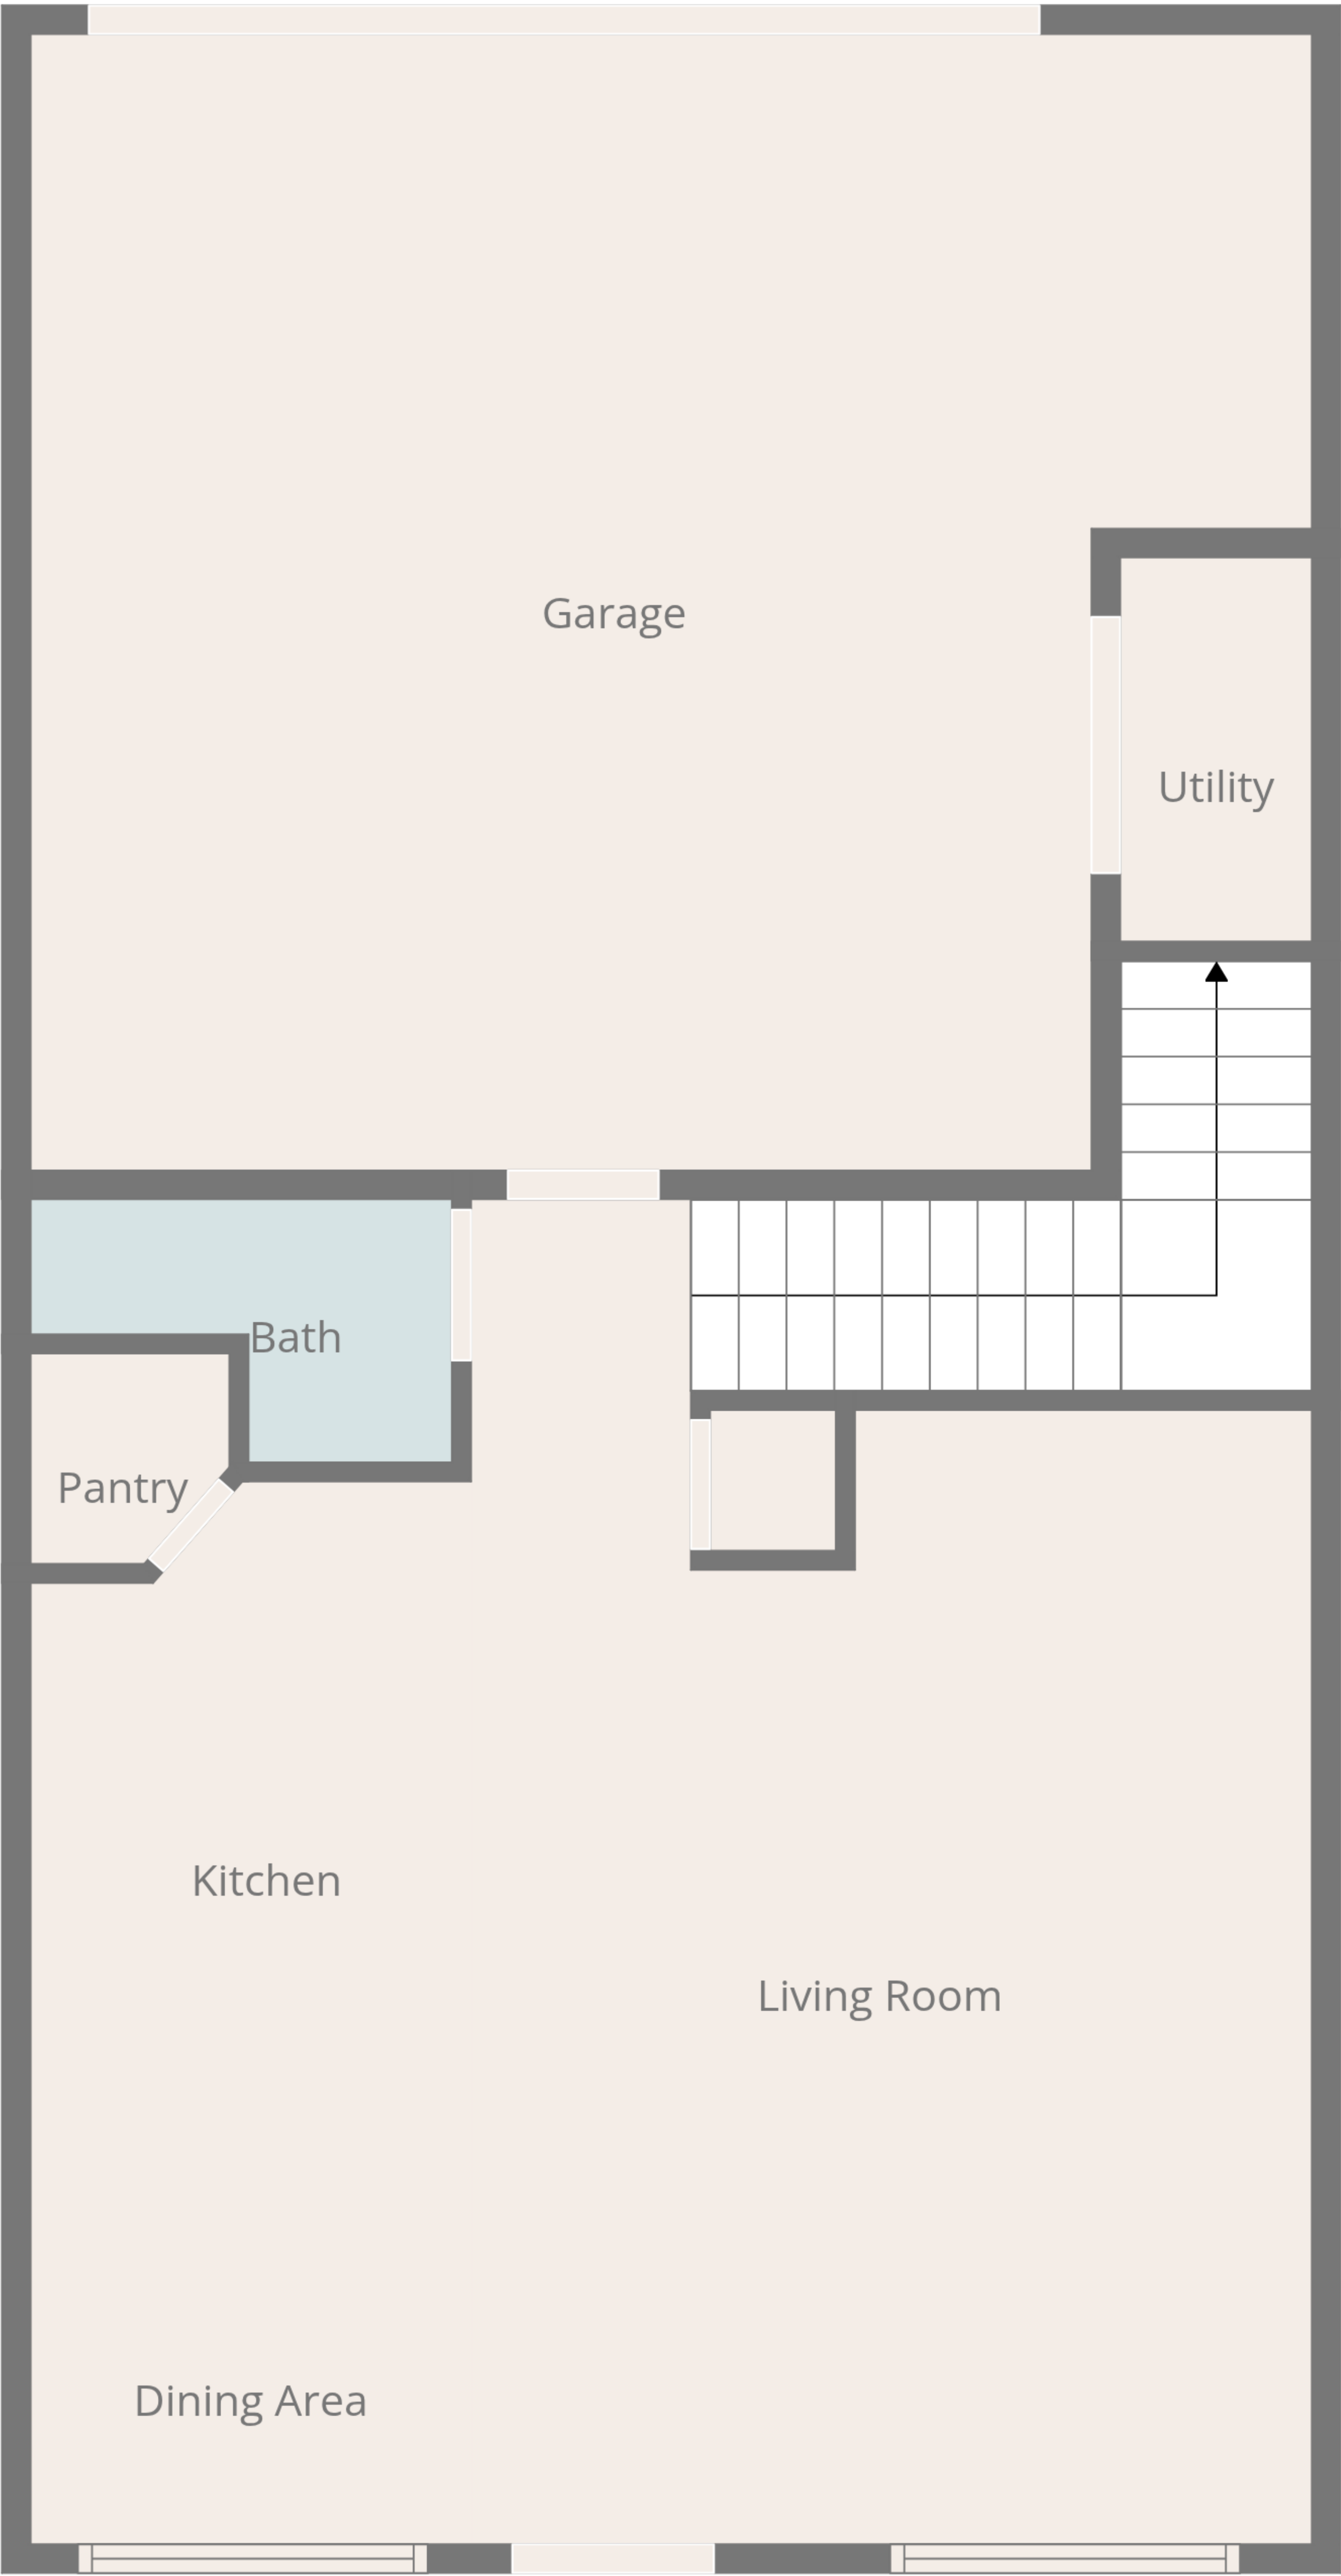 Garage
Utility
Bath
Pantry
Kitchen
Living Room
Dining Area